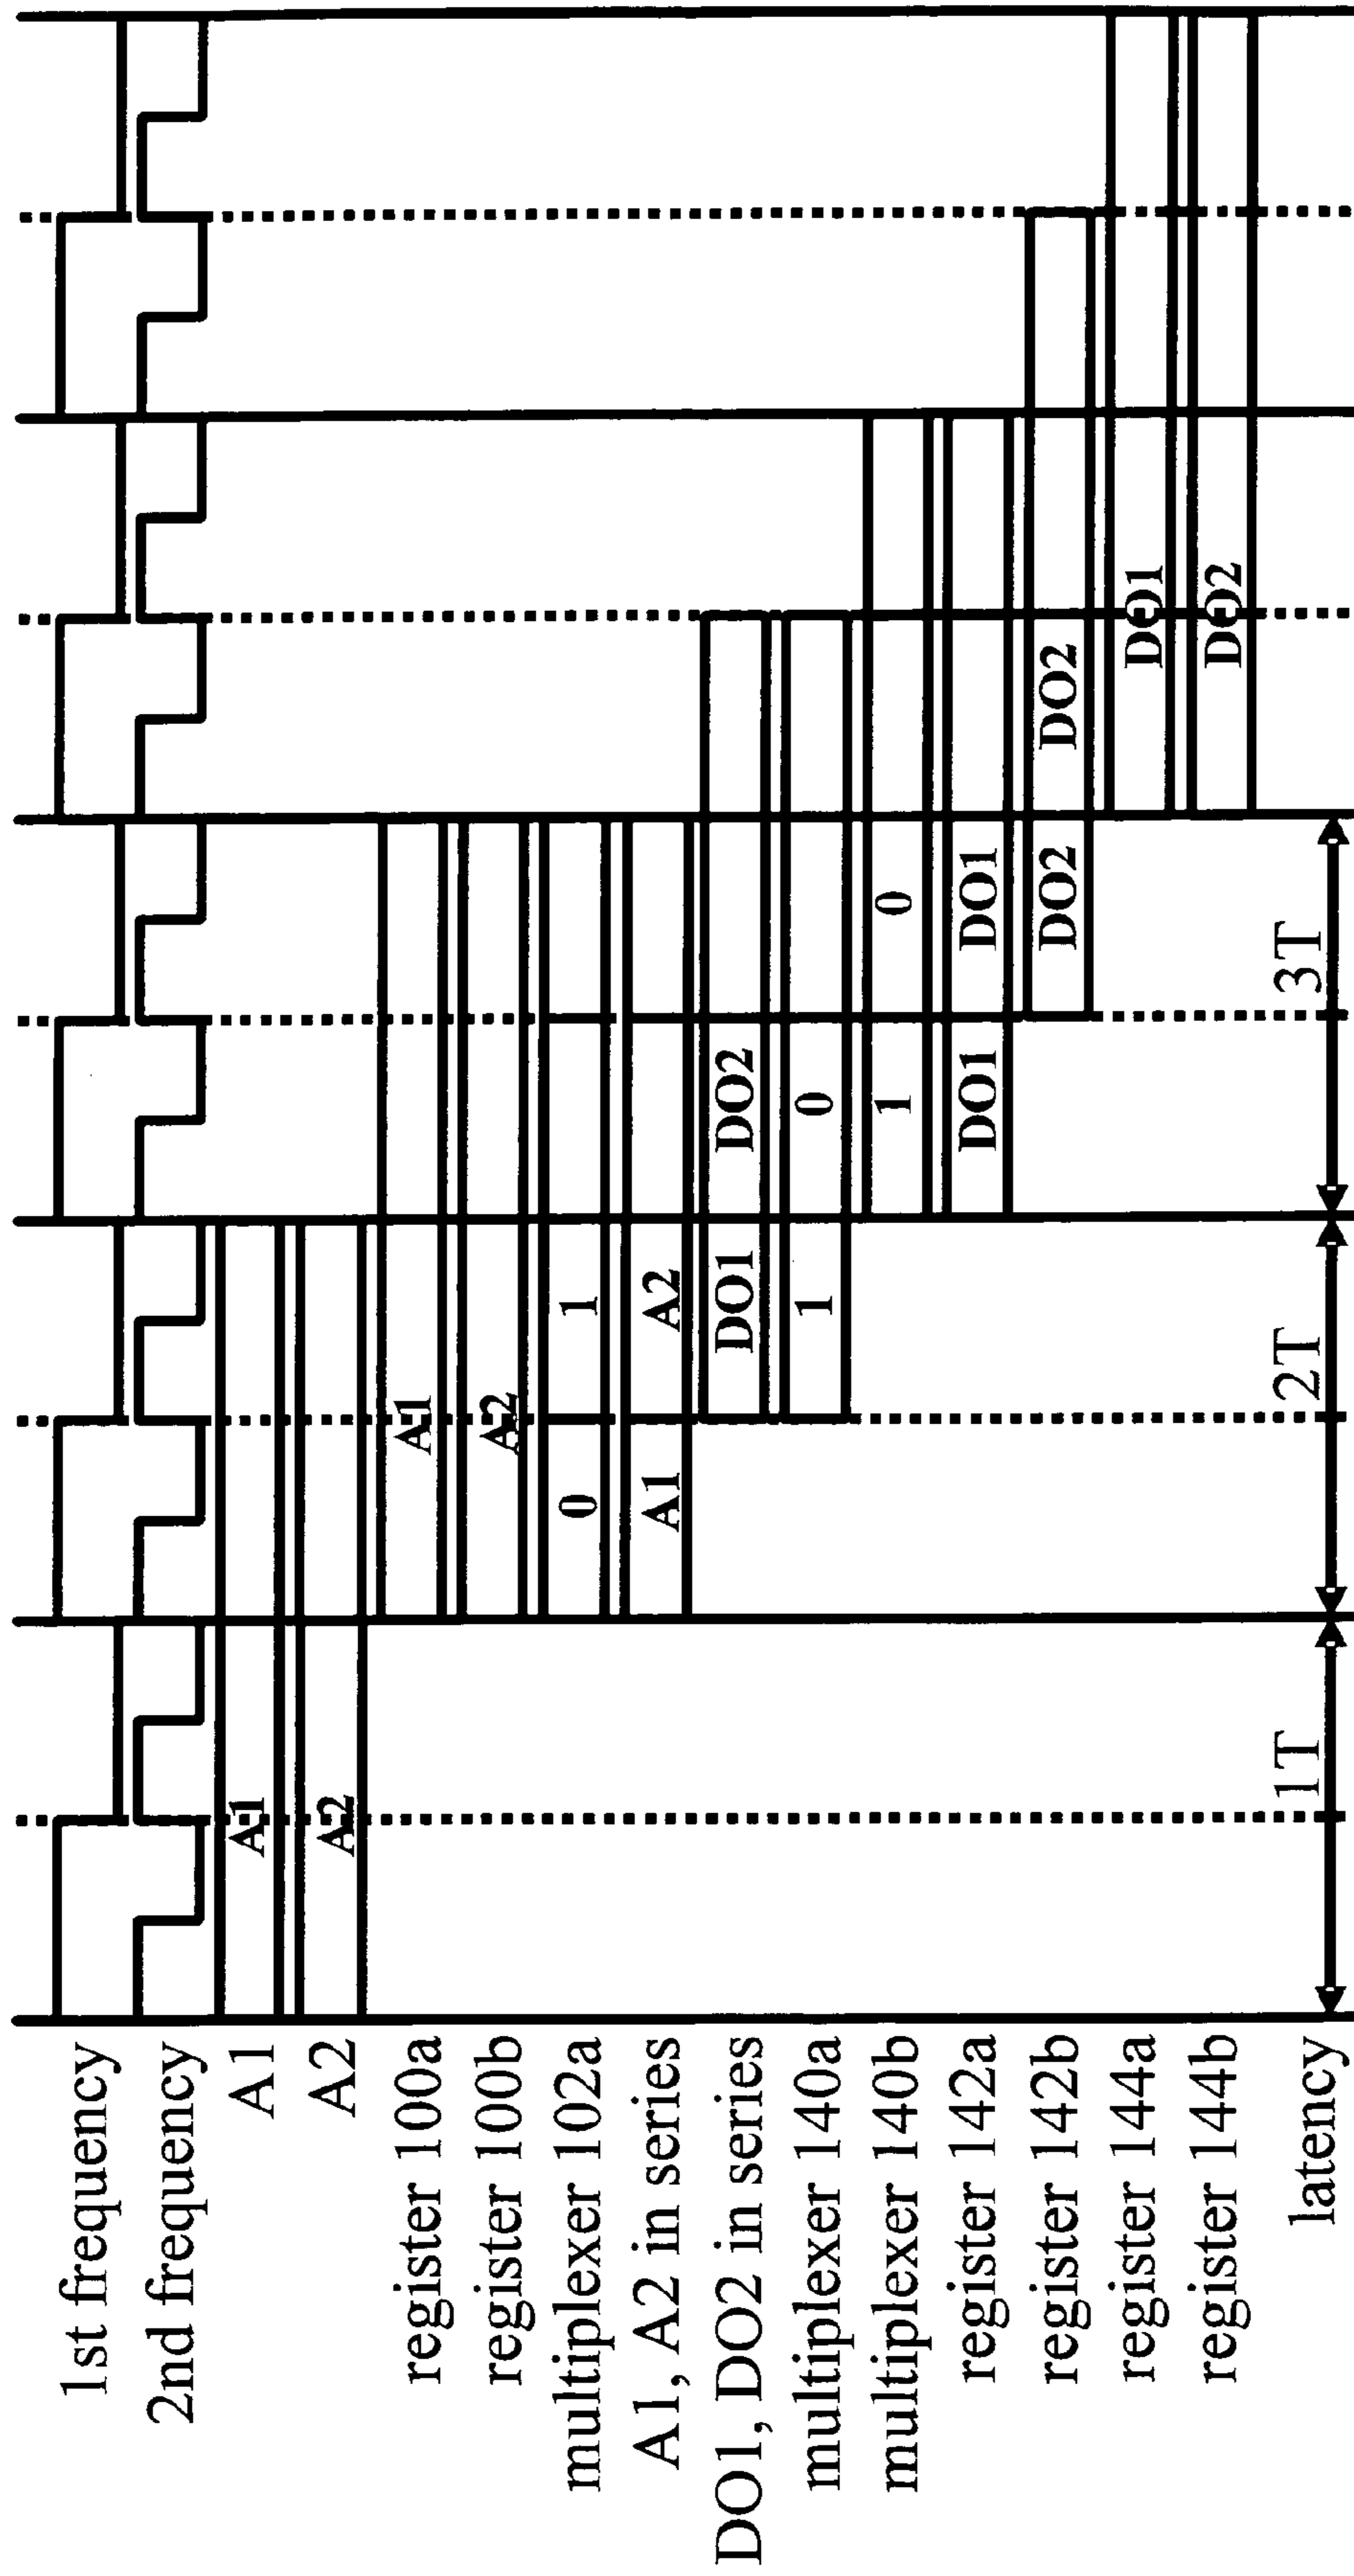 1st frequency
2nd frequency
A1 A1
A2 A2
register 100a A1
register 100b A2
multiplexer 102a 0 1
A1, A2 in series A1 A2
DO1, DO2 in series DO1 DO2
multiplexer 140a 1 0
multiplexer 140b 1 0
register 142a DO1 DO1
register 142b DO2 DO2
register 144a DO1
register 144b DO2
latency 1T 2T 3T